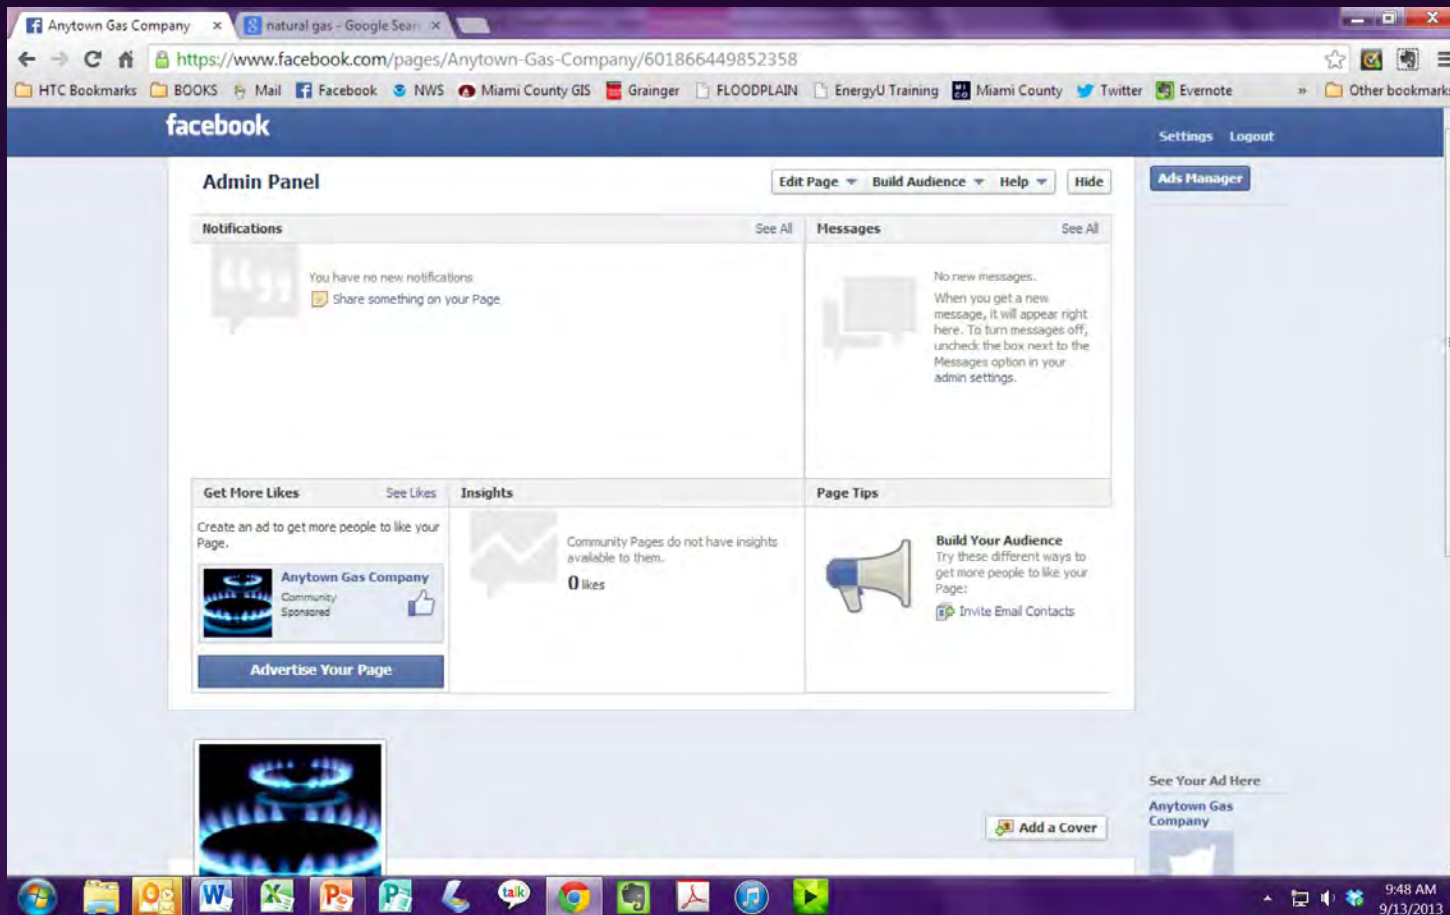 Anytown Gas Company
natural gas - Google Sear
https://www.facebook.com/pages/Anytown-Gas-Company/601866449852358
HTC Bookmarks BOOKS Mail Facebook NWS Miami County GIS Grainger FLOODPLAIN EnergyU Training Miami County Twitter Evernote » Other bookmarks
facebook
Settings Logout
Admin Panel
Edit Page Build Audience Help Hide
Ads Manager
Notifications See All
Messages See All
You have no new notifications
Share something on your Page
No new messages.
When you get a new
message, it will appear right
here. To turn messages off,
uncheck the box next to the
Messages option in your
admin settings.
Get More Likes See Likes
Insights
Page Tips
Create an ad to get more people to like your
Page.
Anytown Gas Company
Community
Sponsored
Advertise Your Page
Community Pages do not have insights
available to them.
0 likes
Build Your Audience
Try these different ways to
get more people to like your
Page:
Invite Email Contacts
Add a Cover
See Your Ad Here
Anytown Gas
Company
talk
9:48 AM
9/13/2013